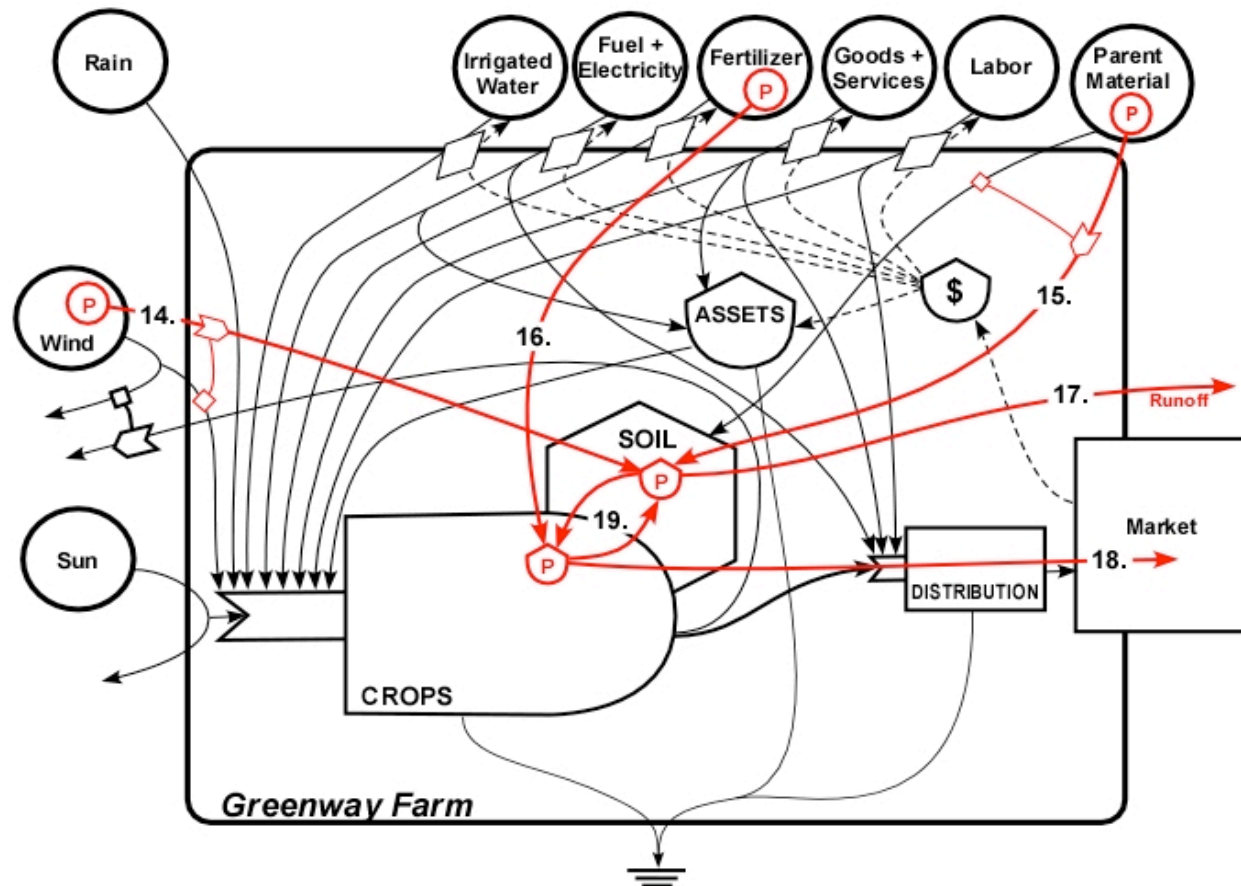 Rain
Irrigated
Water
Fuel +
Electricity
Fertilizer
P
Goods +
Services
Labor
Parent
Material
P
P
Wind
14.
16.
ASSETS
$
15.
17.
Runoff
SOIL
P
19.
P
Sun
Market
18.
DISTRIBUTION
CROPS
Greenway Farm